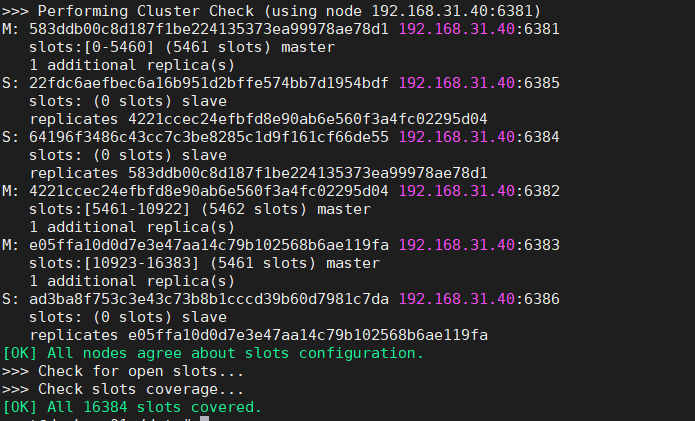 >>> Performing Cluster Check (using node 192.168.31.40:6381)
M: 583ddb00c8d187f1be224135373ea99978ae78d1 192.168.31.40:6381
slots:[0-5460] (5461 slots) master
1 additional replica(s)
S: 22fdc6aefbec6a16b951d2bffe574bb7d1954bdf 192.168.31.40:6385
slots: (0 slots) slave
replicates 4221ccec24efbfd8e90ab6e560f3a4fc02295d04
S: 64196f3486c43cc7c3be8285c1d9f161cf66de55 192.168.31.40:6384
slots: (0 slots) slave
replicates 583ddb00c8d187f1be224135373ea99978ae78d1
M: 4221ccec24efbfd8e90ab6e560f3a4fc02295d04 192.168.31.40:6382
slots:[5461-10922] (5462 slots) master
1 additional replica(s)
M: e05ffa10d0d7e3e47aa14c79b102568b6ae119fa 192.168.31.40:6383
slots:[10923-16383] (5461 slots) master
1 additional replica(s)
S: ad3ba8f753c3e43c73b8b1cccd39b60d7981c7da 192.168.31.40:6386
slots: (0 slots) slave
replicates e05ffa10d0d7e3e47aa14c79b102568b6ae119fa
[OK] All nodes agree about slots configuration.
>>> Check for open slots...
>>> Check slots coverage...
[OK] All 16384 slots covered.